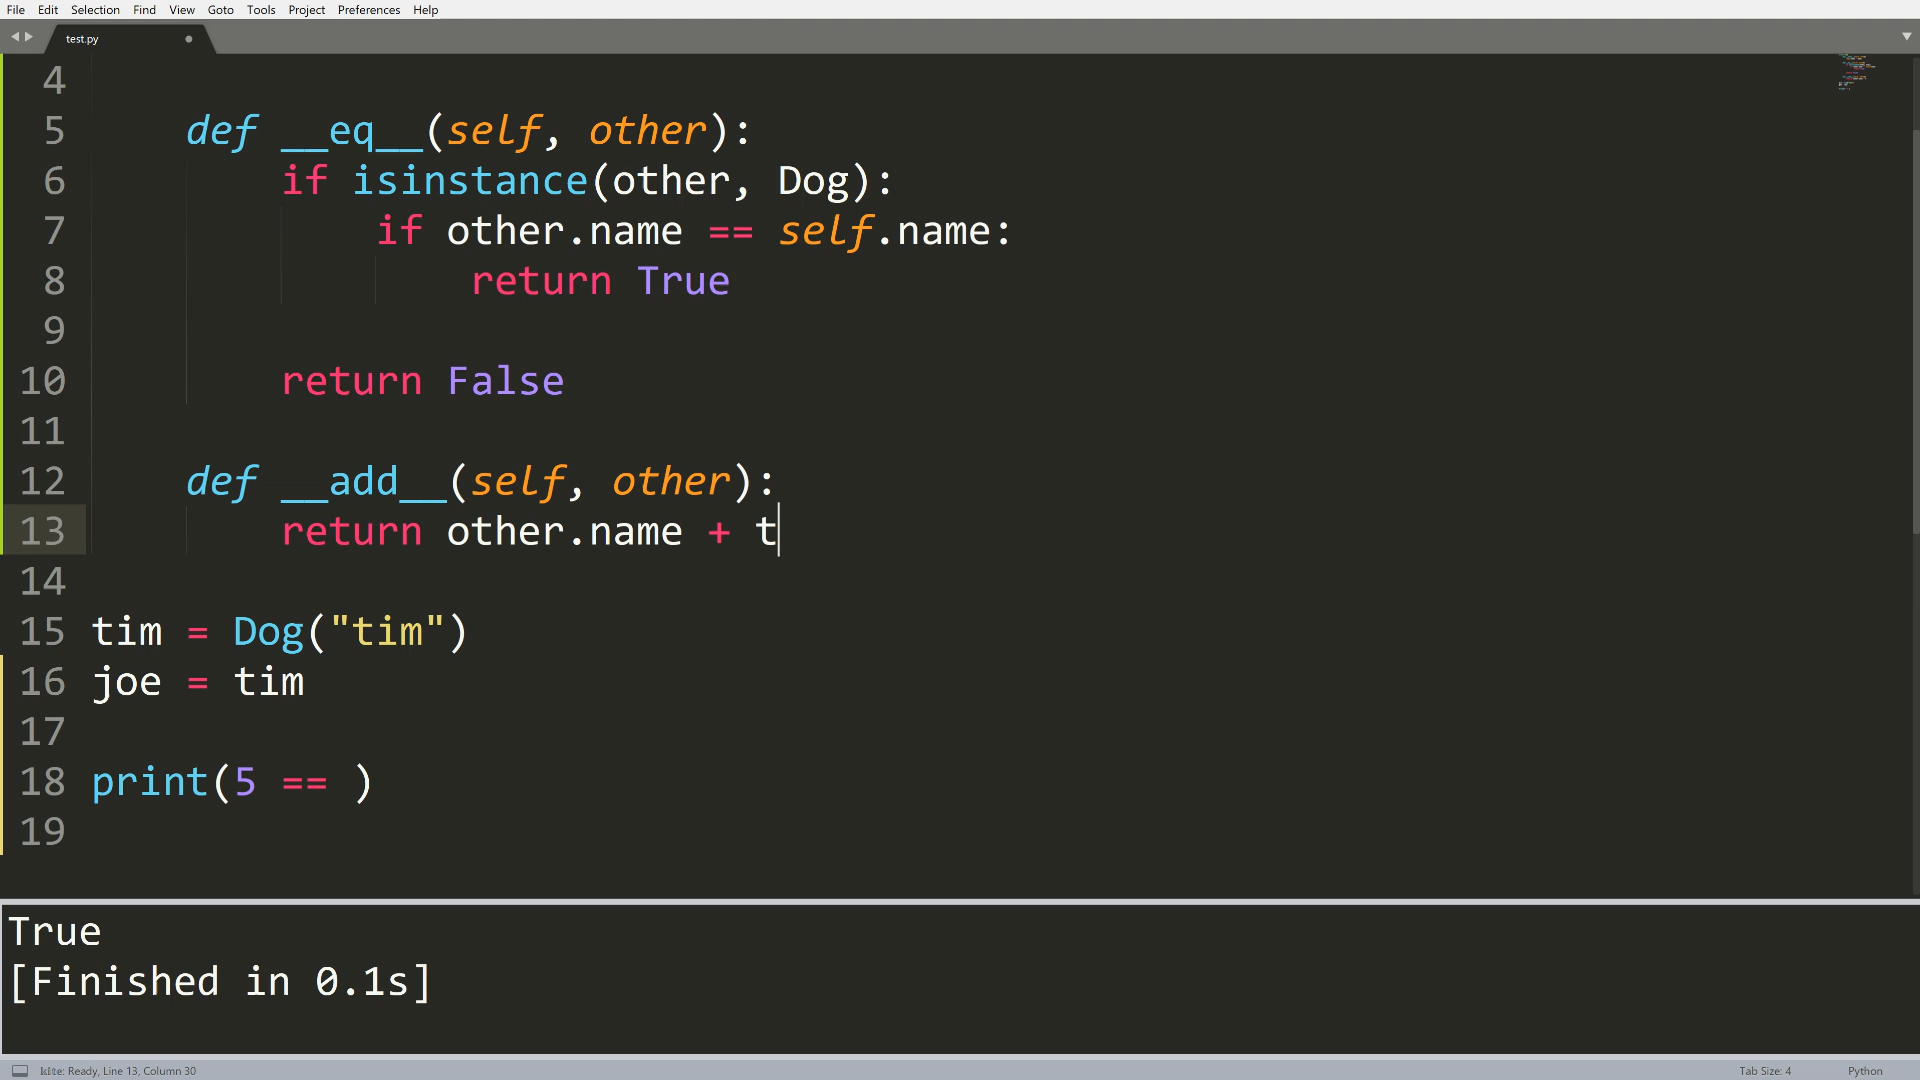 File Edit Selection Find View Goto Tools Project Preferences Help
test.py
4
5 def __eq__(self, other):
6 if isinstance(other, Dog):
7 if other.name == self.name:
8 return True
9
10 return False
11
12 def __add__(self, other):
13 return other.name + t
14
15 tim = Dog("tim")
16 joe = tim
17
18 print(5 == )
19
True
[Finished in 0.1s]
kite: Ready, Line 13, Column 30 Tab Size: 4 Python